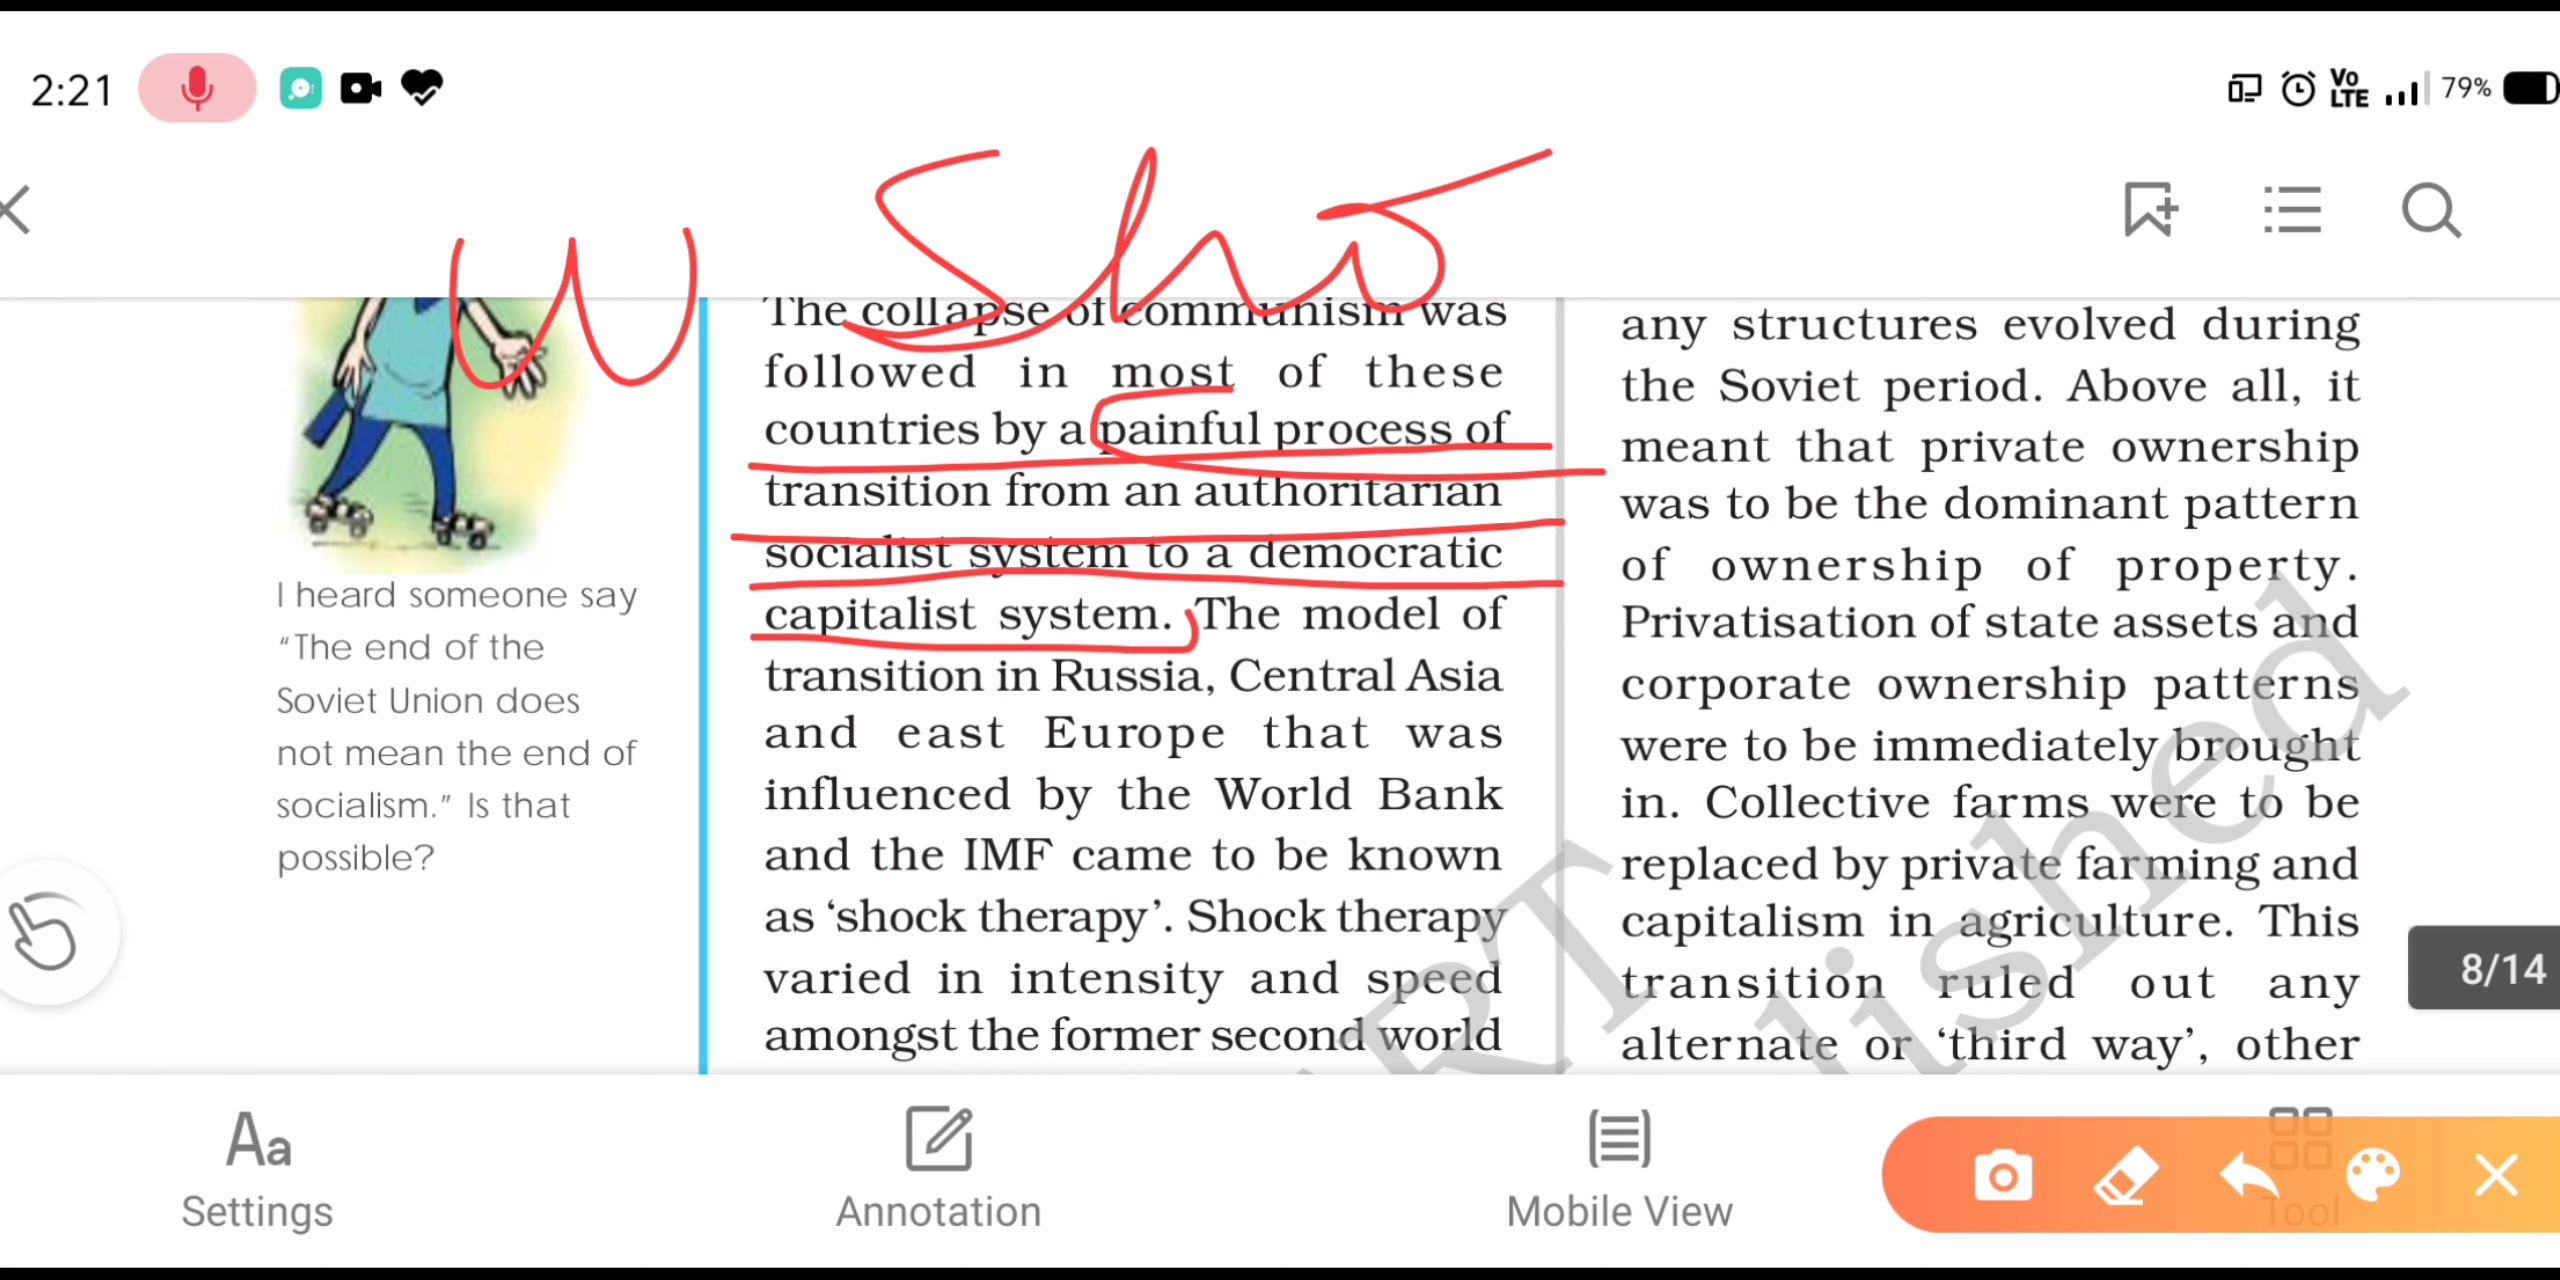 2:21
Vo LTE 79%
W Sho
I heard someone say
“The end of the
Soviet Union does
not mean the end of
socialism.” Is that
possible?
The collapse of communism was
followed in most of these
countries by a painful process of
transition from an authoritarian
socialist system to a democratic
capitalist system. The model of
transition in Russia, Central Asia
and east Europe that was
influenced by the World Bank
and the IMF came to be known
as ‘shock therapy’. Shock therapy
varied in intensity and speed
amongst the former second world
any structures evolved during
the Soviet period. Above all, it
meant that private ownership
was to be the dominant pattern
of ownership of property.
Privatisation of state assets and
corporate ownership patterns
were to be immediately brought
in. Collective farms were to be
replaced by private farming and
capitalism in agriculture. This
transition ruled out any
alternate or ‘third way’, other
8/14
Aa
Settings
Annotation
Mobile View
Tool